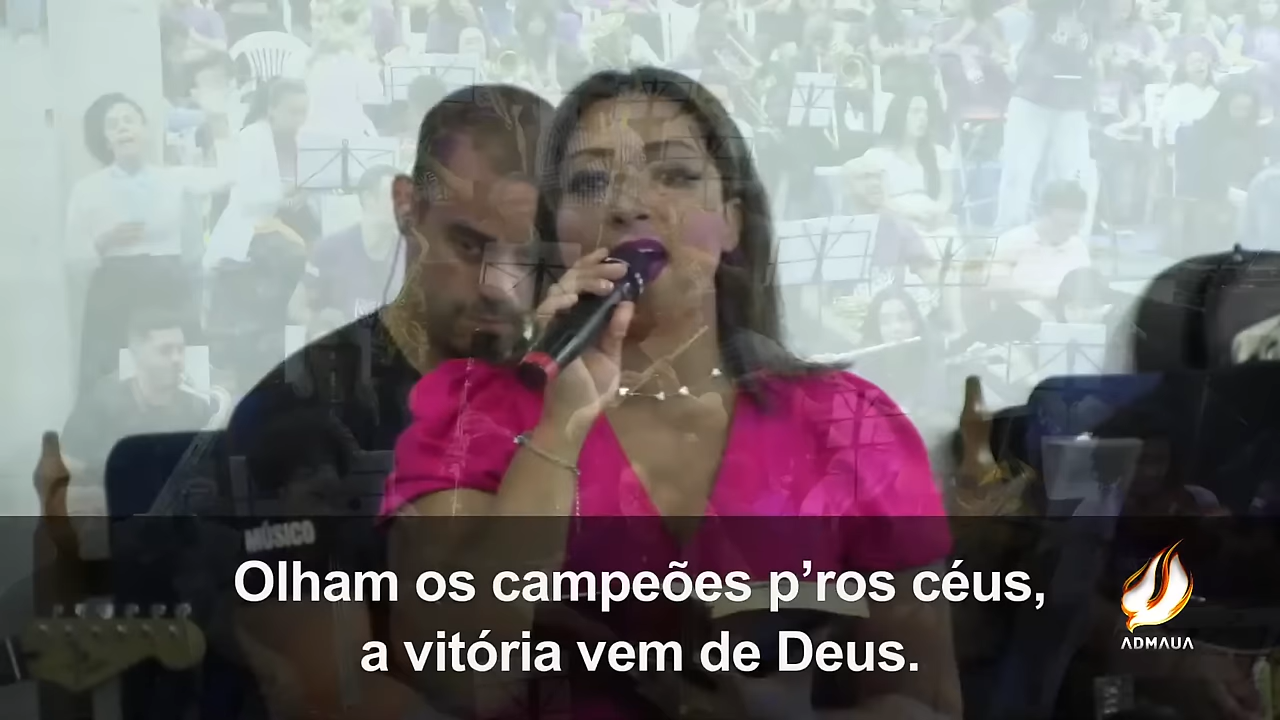 MÚSICO
Olham os campeões p’ros céus,
a vitória vem de Deus.
ADMAUA